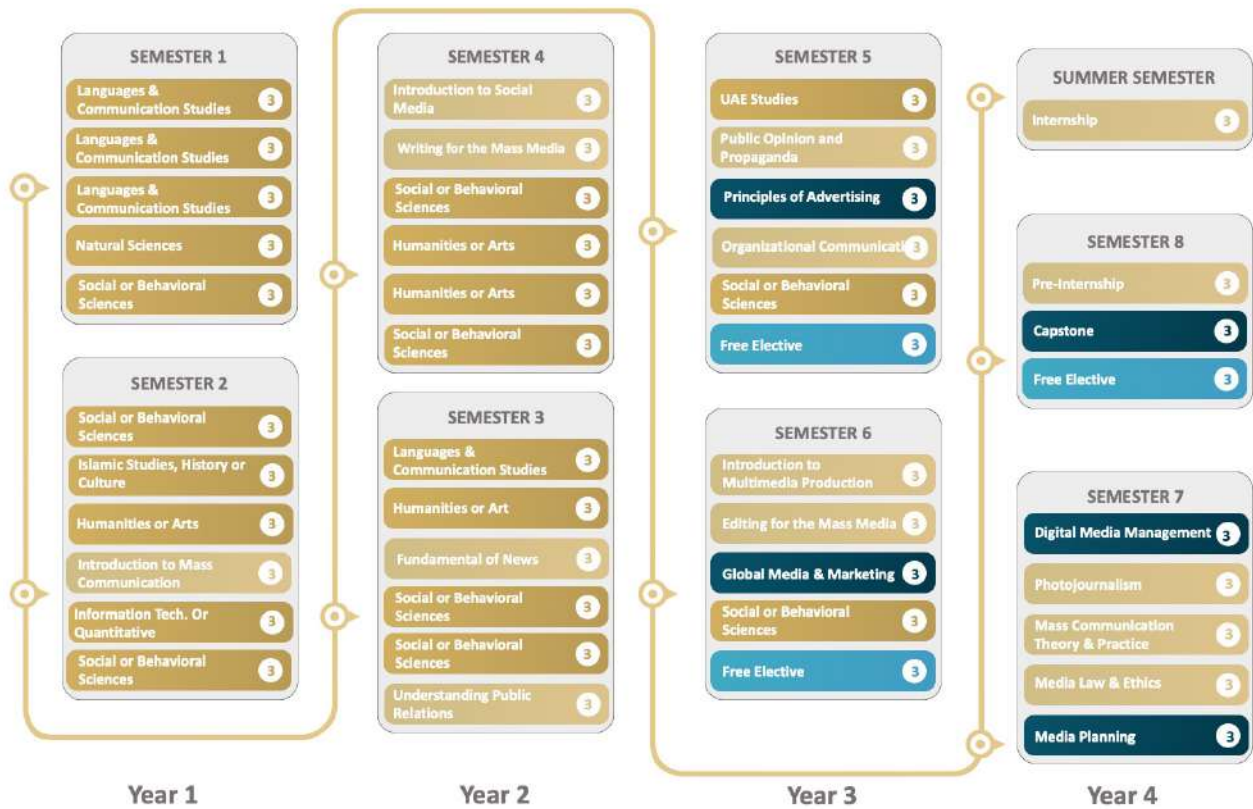 SEMESTER 1
Languages &
Communication Studies
3
Languages &
Communication Studies
3
Languages &
Communication Studies
3
Natural Sciences
3
Social or Behavioral
Sciences
3
SEMESTER 2
Social or Behavioral
Sciences
3
Islamic Studies, History or
Culture
3
Humanities or Arts
3
Introduction to Mass
Communication
3
Information Tech. Or
Quantitative
3
Social or Behavioral
Sciences
3
Year 1
SEMESTER 4
Introduction to Social
Media
3
Writing for the Mass Media
3
Social or Behavioral
Sciences
3
Humanities or Arts
3
Humanities or Arts
3
Social or Behavioral
Sciences
3
SEMESTER 3
Languages &
Communication Studies
3
Humanities or Art
3
Fundamental of News
3
Social or Behavioral
Sciences
3
Social or Behavioral
Sciences
3
Understanding Public
Relations
3
Year 2
SEMESTER 5
UAE Studies
3
Public Opinion and
Propaganda
3
Principles of Advertising
3
Organizational Communicati
3
Social or Behavioral
Sciences
3
Free Elective
3
SEMESTER 6
Introduction to
Multimedia Production
3
Editing for the Mass Media
3
Global Media & Marketing
3
Social or Behavioral
Sciences
3
Free Elective
3
Year 3
SUMMER SEMESTER
Internship
3
SEMESTER 8
Pre-Internship
3
Capstone
3
Free Elective
3
SEMESTER 7
Digital Media Management
3
Photojournalism
3
Mass Communication
Theory & Practice
3
Media Law & Ethics
3
Media Planning
3
Year 4